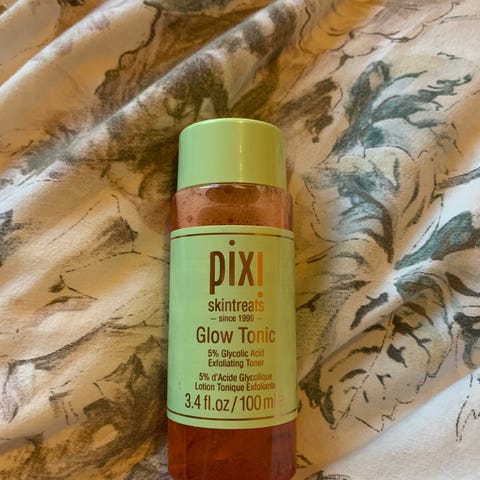 pixi
skintreats
– since 1999 –
Glow Tonic
5% Glycolic Acid
Exfoliating Toner
5% d'Acide Glycolique
Lotion Tonique Exfoliante
3.4 fl.oz/100 ml e